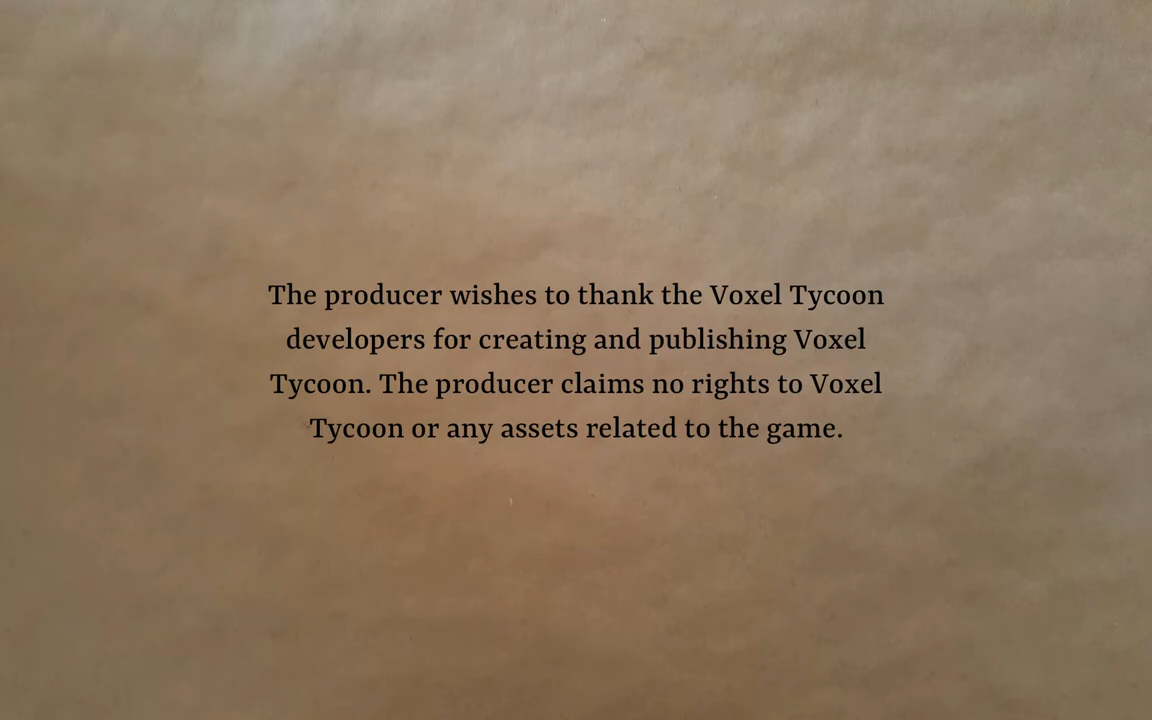 The producer wishes to thank the Voxel Tycoon
developers for creating and publishing Voxel
Tycoon. The producer claims no rights to Voxel
Tycoon or any assets related to the game.